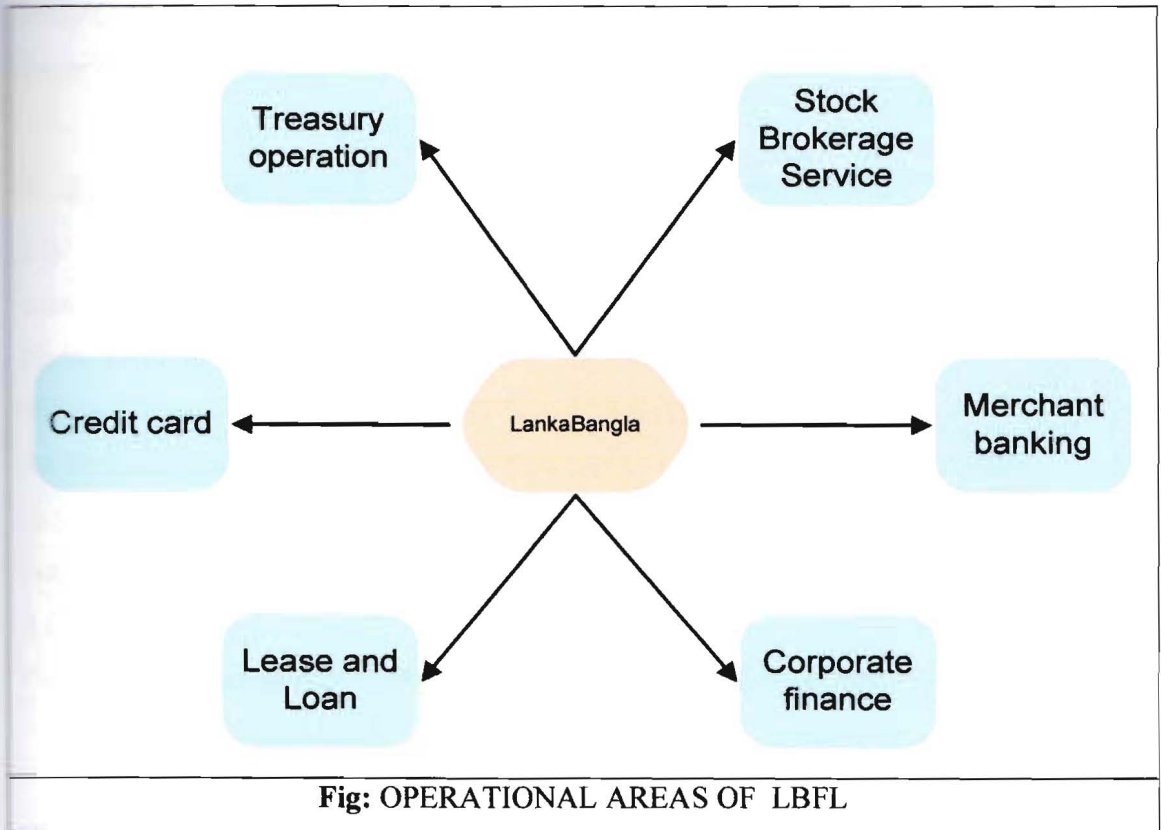 Treasury
operation
Stock
Brokerage
Service
Credit card
LankaBangla
Merchant
banking
Lease and
Loan
Corporate
finance
Fig: OPERATIONAL AREAS OF LBFL